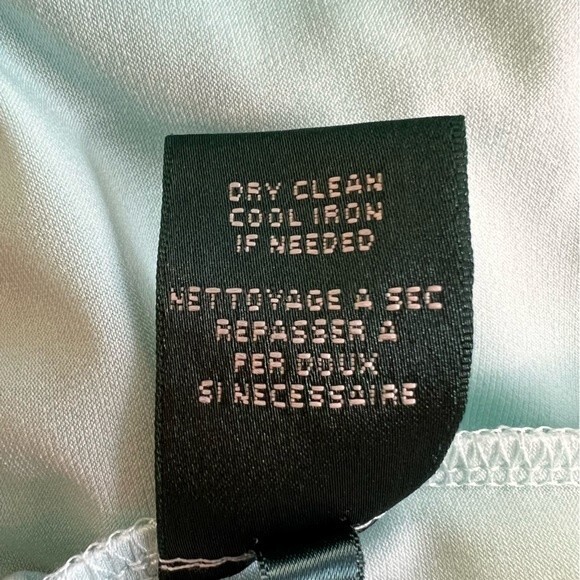 DRY CLEAN
COOL IRON
IF NEEDED
NETTOYAGE A SEC
REPASSER A
FER DOUX
SI NECESSAIRE